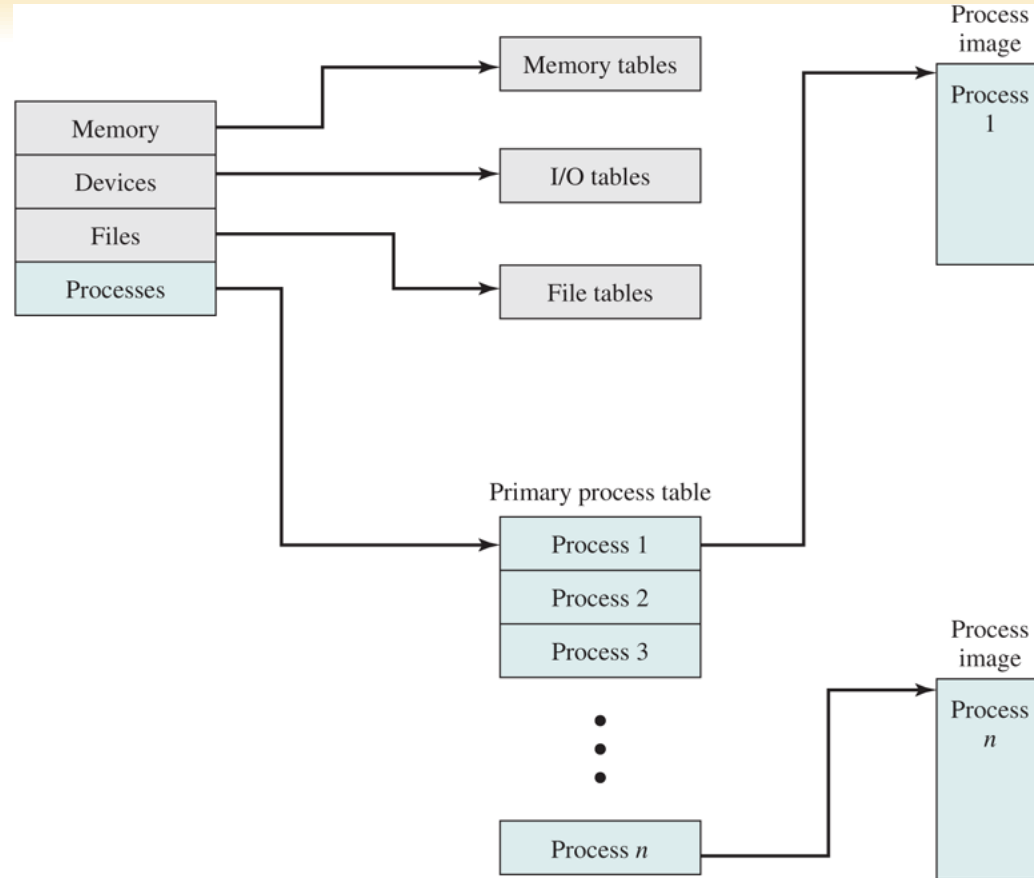 Memory
Devices
Files
Processes
Memory tables
I/O tables
File tables
Primary process table
Process 1
Process 2
Process 3
Process n
Process
image
Process
1
Process
image
Process
n